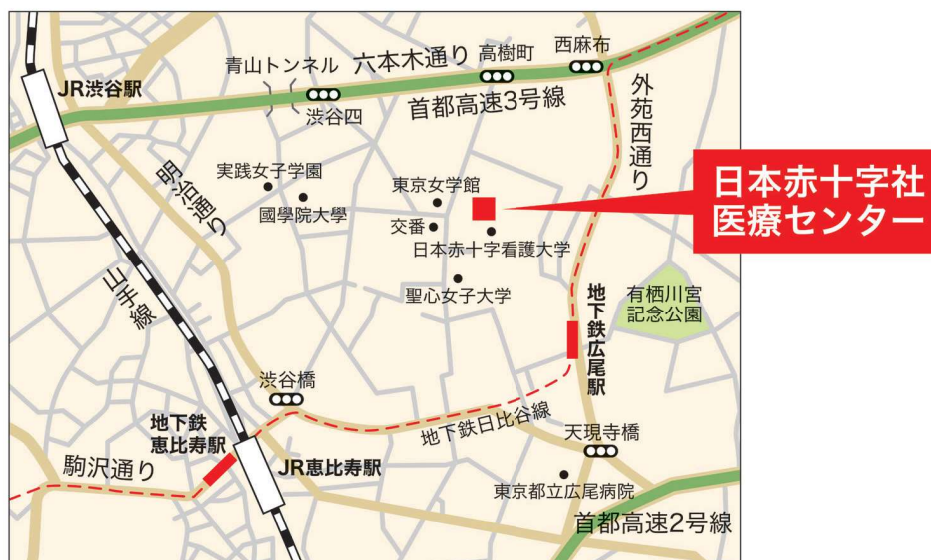 西麻布
高樹町
六本木通り
青山トンネル
JR渋谷駅
渋谷四
首都高速3号線
外苑西通り
日本赤十字社
医療センター
実践女子学園
東京女学館
明治通り
國學院大學
交番
日本赤十字看護大学
聖心女子大学
山手線
地下鉄広尾駅
有栖川宮
記念公園
渋谷橋
地下鉄
恵比寿駅
地下鉄日比谷線
天現寺橋
駒沢通り
JR恵比寿駅
東京都立広尾病院
首都高速2号線